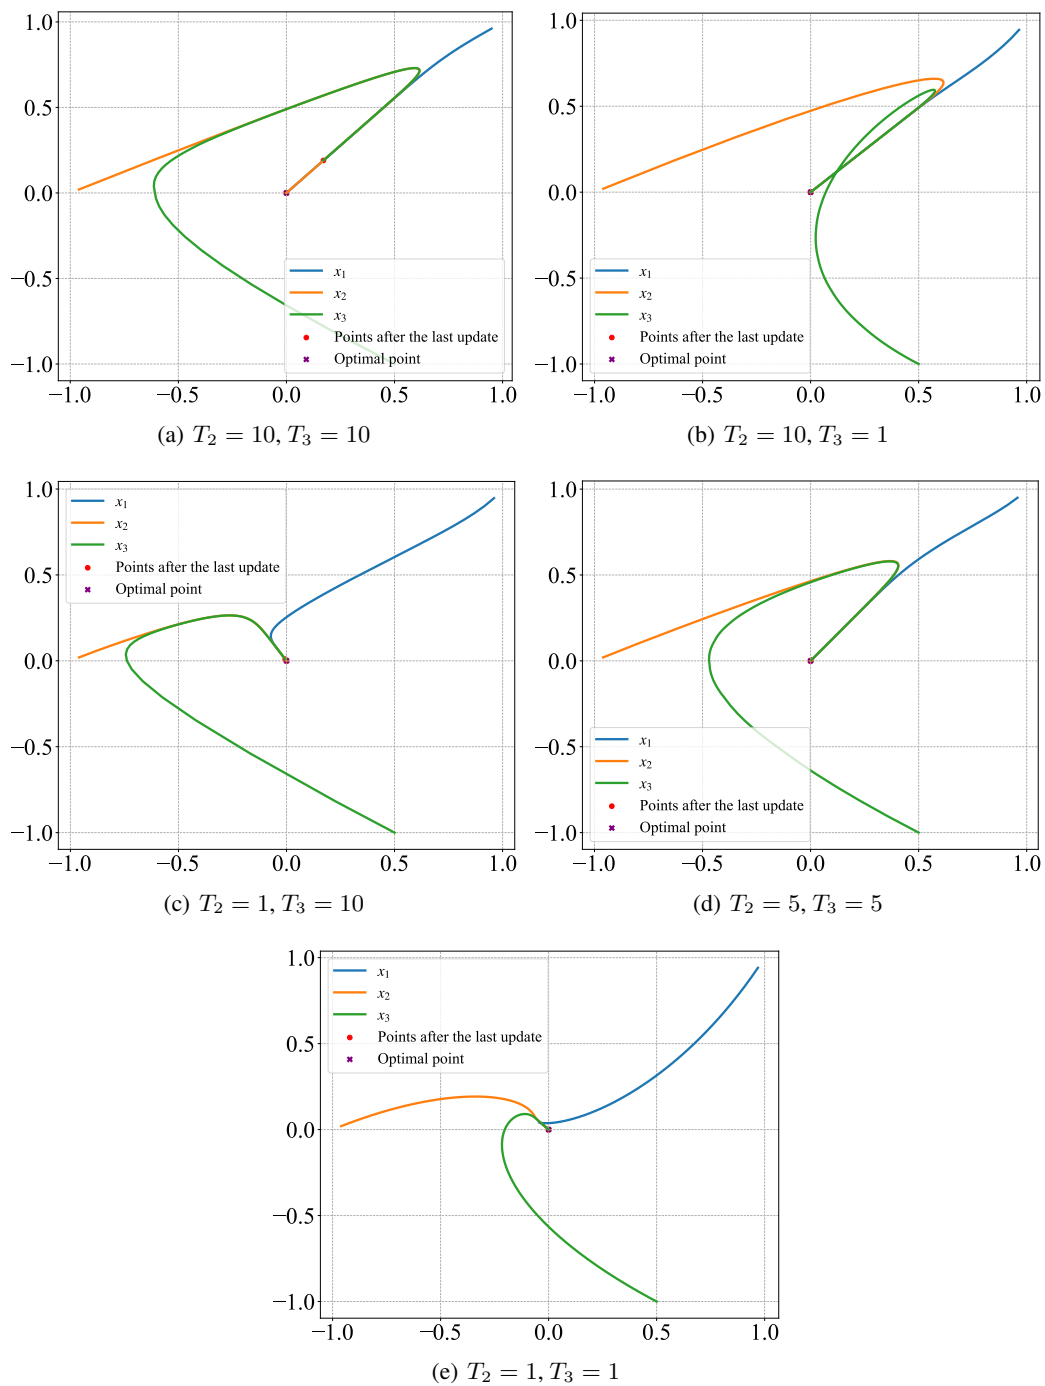 1.0
0.5
0.0
−0.5
−1.0
x1
x2
x3
Points after the last update
Optimal point
−1.0 −0.5 0.0 0.5 1.0
(a) T2 = 10, T3 = 10
1.0
0.5
0.0
−0.5
−1.0
x1
x2
x3
Points after the last update
Optimal point
−1.0 −0.5 0.0 0.5 1.0
(b) T2 = 10, T3 = 1
1.0
0.5
0.0
−0.5
−1.0
x1
x2
x3
Points after the last update
Optimal point
−1.0 −0.5 0.0 0.5 1.0
(c) T2 = 1, T3 = 10
1.0
0.5
0.0
−0.5
−1.0
x1
x2
x3
Points after the last update
Optimal point
−1.0 −0.5 0.0 0.5 1.0
(d) T2 = 5, T3 = 5
1.0
0.5
0.0
−0.5
−1.0
x1
x2
x3
Points after the last update
Optimal point
−1.0 −0.5 0.0 0.5 1.0
(e) T2 = 1, T3 = 1